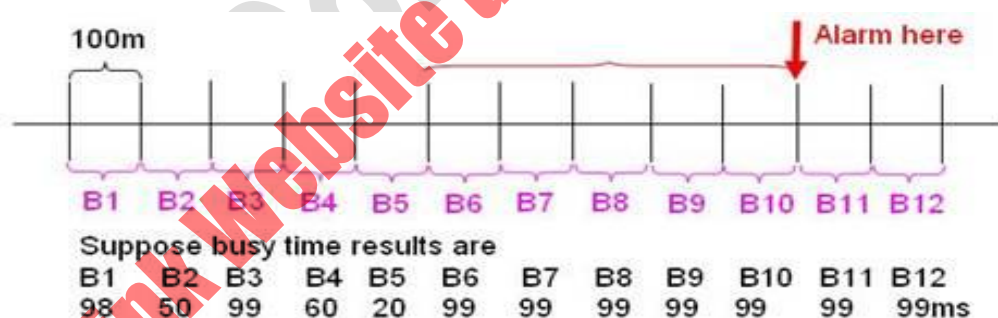 100m
Alarm here
B1 B2 B3 B4 B5 B6 B7 B8 B9 B10 B11 B12
Suppose busy time results are
B1 B2 B3 B4 B5 B6 B7 B8 B9 B10 B11 B12
98 50 99 60 20 99 99 99 99 99 99 99ms
Website